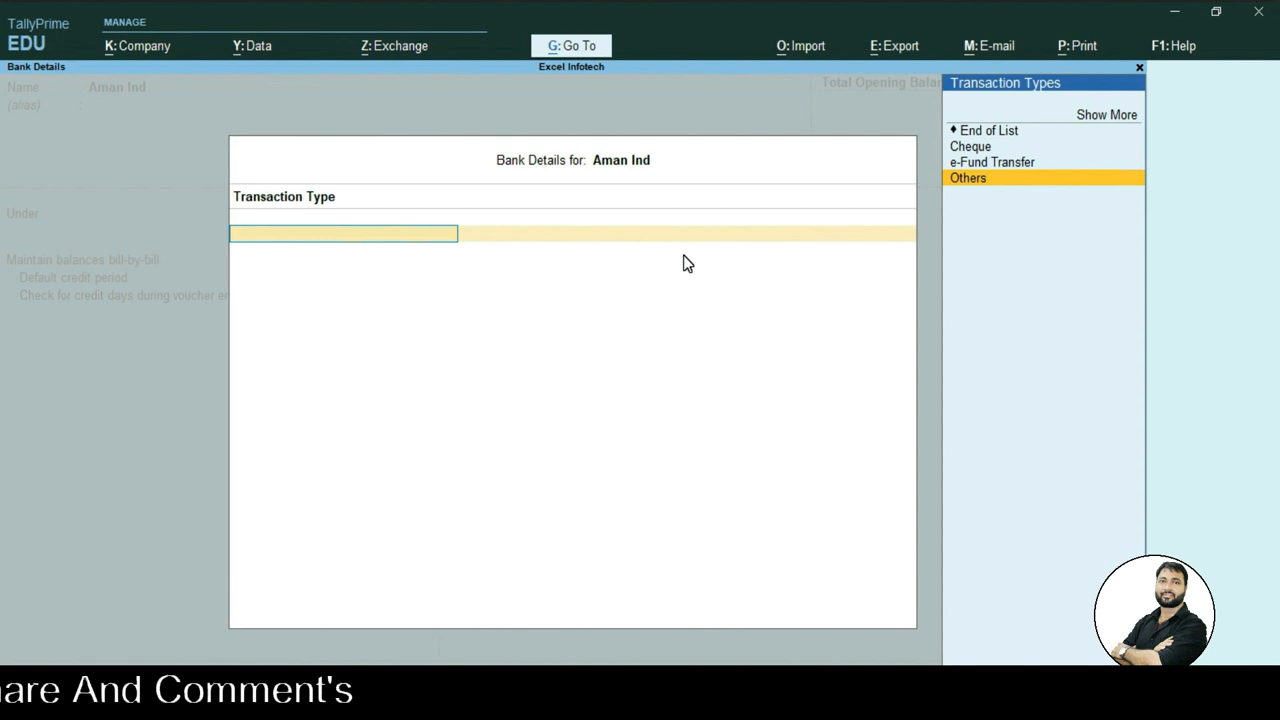 TallyPrime
EDU
MANAGE
K: Company
Y: Data
Z: Exchange
G: Go To
O: Import
E: Export
M: E-mail
P: Print
F1: Help
Bank Details
Excel Infotech
Name
Aman Ind
(alias) :
Total Opening Balan
Under
Maintain balances bill-by-bill
Default credit period
Check for credit days during voucher en
Bank Details for: Aman Ind
Transaction Type
Transaction Types
Show More
End of List
Cheque
e-Fund Transfer
Others
hare And Comment's